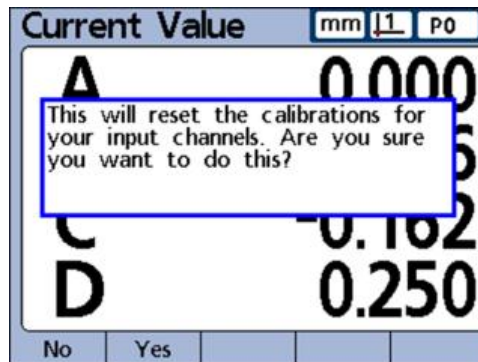 Current Value mm 1 P0
A 0.000
This will reset the calibrations for
your input channels. Are you sure
you want to do this?
C -0.162
D 0.250
No Yes